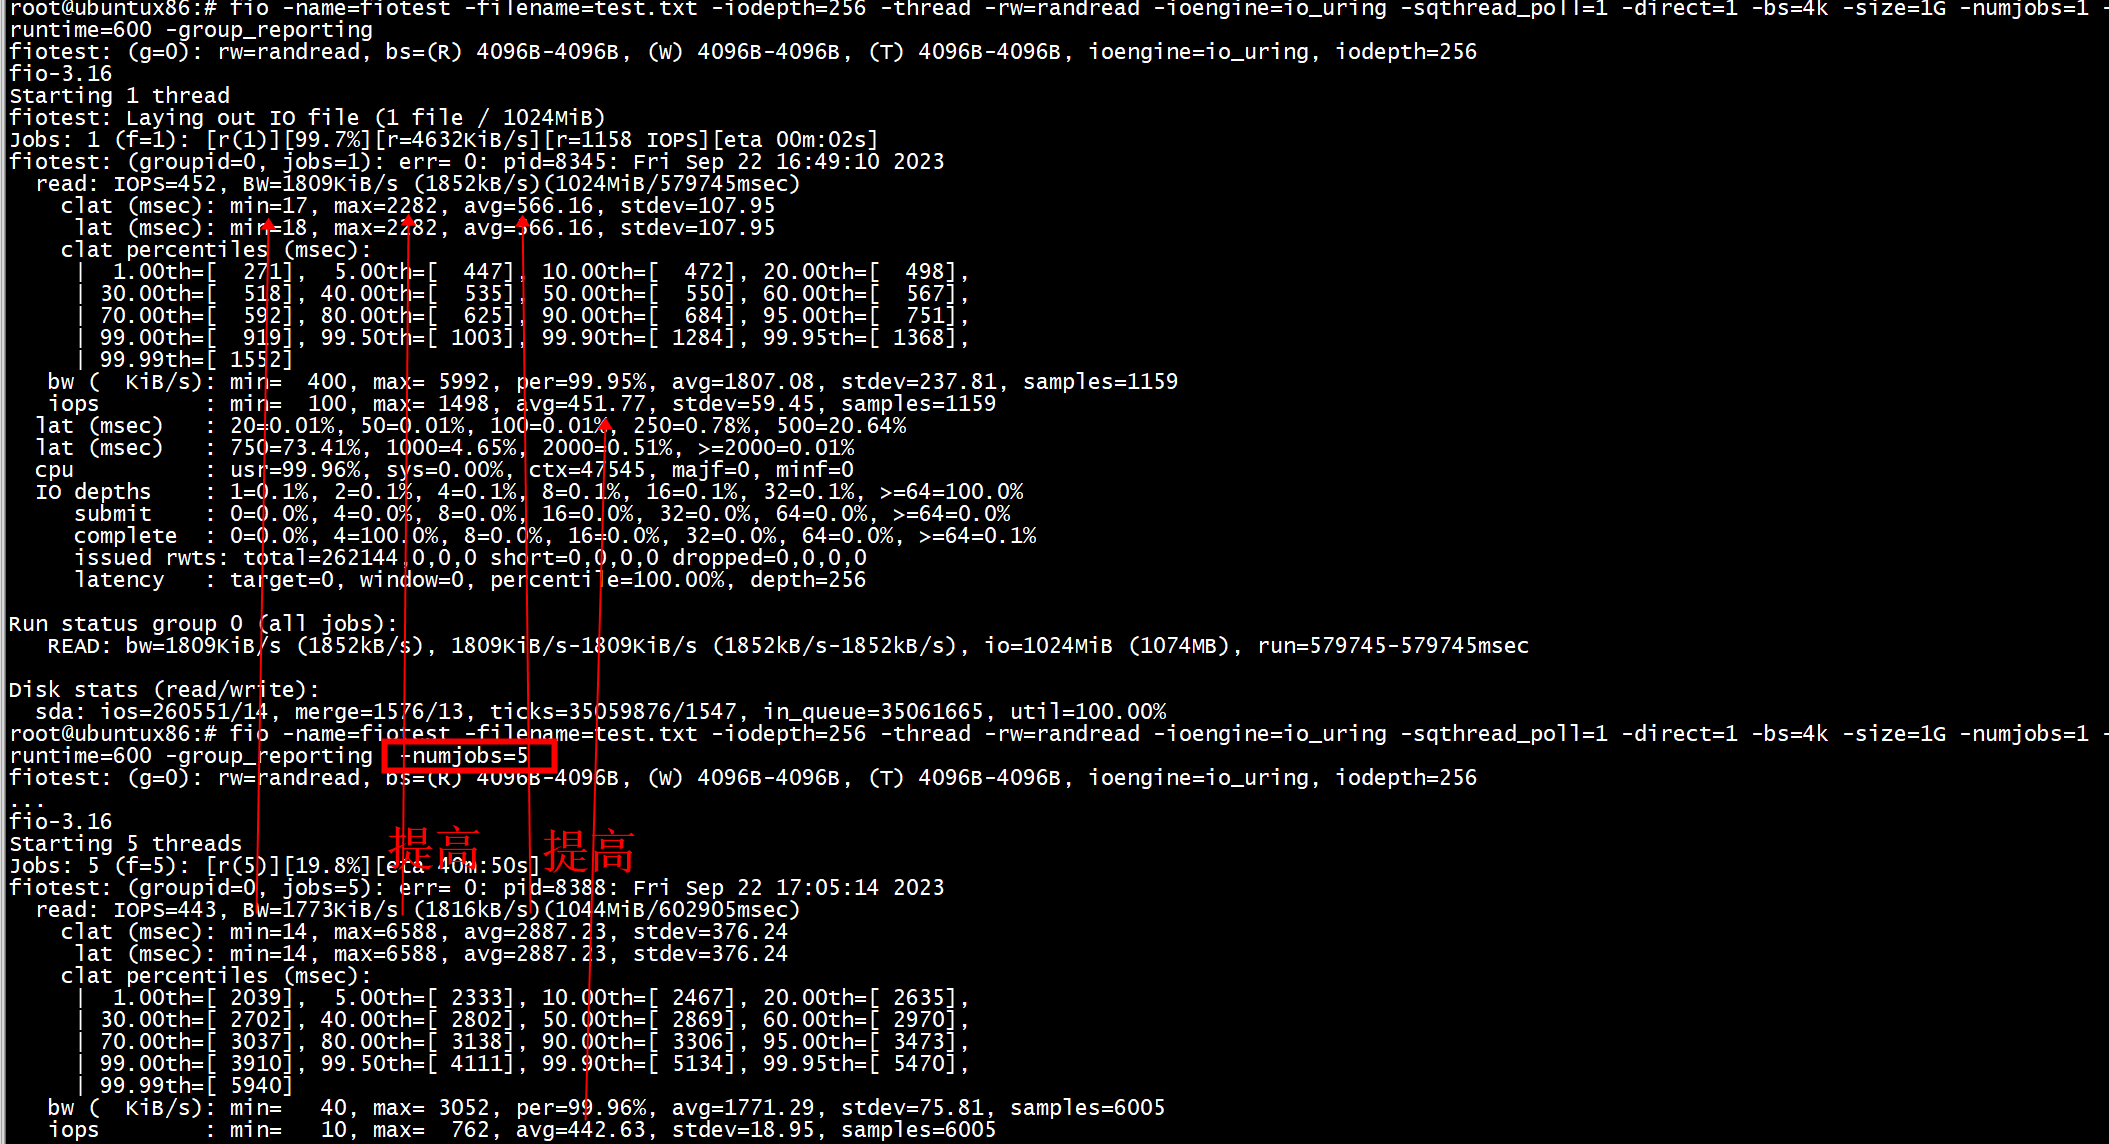 root@ubuntux86:# fio -name=fiotest -filename=test.txt -iodepth=256 -thread -rw=randread -ioengine=io_uring -sqthread_poll=1 -direct=1 -bs=4k -size=1G -numjobs=1 -
runtime=600 -group_reporting
fiotest: (g=0): rw=randread, bs=(R) 4096B-4096B, (W) 4096B-4096B, (T) 4096B-4096B, ioengine=io_uring, iodepth=256
fio-3.16
Starting 1 thread
fiotest: Laying out IO file (1 file / 1024MiB)
Jobs: 1 (f=1): [r(1)][99.7%][r=4632KiB/s][r=1158 IOPS][eta 00m:02s]
fiotest: (groupid=0, jobs=1): err= 0: pid=8345: Fri Sep 22 16:49:10 2023
  read: IOPS=452, BW=1809KiB/s (1852kB/s)(1024MiB/579745msec)
    clat (msec): min=17, max=2282, avg=566.16, stdev=107.95
     lat (msec): min=18, max=2282, avg=566.16, stdev=107.95
    clat percentiles (msec):
     |  1.00th=[  271],  5.00th=[  447], 10.00th=[  472], 20.00th=[  498],
     | 30.00th=[  518], 40.00th=[  535], 50.00th=[  550], 60.00th=[  567],
     | 70.00th=[  592], 80.00th=[  625], 90.00th=[  684], 95.00th=[  751],
     | 99.00th=[  919], 99.50th=[ 1003], 99.90th=[ 1284], 99.95th=[ 1368],
     | 99.99th=[ 1552]
   bw (  KiB/s): min=  400, max= 5992, per=99.95%, avg=1807.08, stdev=237.81, samples=1159
   iops        : min=  100, max= 1498, avg=451.77, stdev=59.45, samples=1159
  lat (msec)   : 20=0.01%, 50=0.01%, 100=0.01%, 250=0.78%, 500=20.64%
  lat (msec)   : 750=73.41%, 1000=4.65%, 2000=0.51%, >=2000=0.01%
  cpu          : usr=99.96%, sys=0.00%, ctx=47545, majf=0, minf=0
  IO depths    : 1=0.1%, 2=0.1%, 4=0.1%, 8=0.1%, 16=0.1%, 32=0.1%, >=64=100.0%
     submit    : 0=0.0%, 4=0.0%, 8=0.0%, 16=0.0%, 32=0.0%, 64=0.0%, >=64=0.0%
     complete  : 0=0.0%, 4=100.0%, 8=0.0%, 16=0.0%, 32=0.0%, 64=0.0%, >=64=0.1%
     issued rwts: total=262144,0,0,0 short=0,0,0,0 dropped=0,0,0,0
     latency   : target=0, window=0, percentile=100.00%, depth=256
Run status group 0 (all jobs):
   READ: bw=1809KiB/s (1852kB/s), 1809KiB/s-1809KiB/s (1852kB/s-1852kB/s), io=1024MiB (1074MB), run=579745-579745msec
Disk stats (read/write):
  sda: ios=260551/14, merge=1576/13, ticks=35059876/1547, in_queue=35061665, util=100.00%
root@ubuntux86:# fio -name=fiotest -filename=test.txt -iodepth=256 -thread -rw=randread -ioengine=io_uring -sqthread_poll=1 -direct=1 -bs=4k -size=1G -numjobs=1 -
runtime=600 -group_reporting  -numjobs=5
fiotest: (g=0): rw=randread, bs=(R) 4096B-4096B, (W) 4096B-4096B, (T) 4096B-4096B, ioengine=io_uring, iodepth=256
...
fio-3.16
Starting 5 threads
提高 提高
Jobs: 5 (f=5): [r(5)][19.8%][eta 40m:50s]
fiotest: (groupid=0, jobs=5): err= 0: pid=8388: Fri Sep 22 17:05:14 2023
  read: IOPS=443, BW=1773KiB/s (1816kB/s)(1044MiB/602905msec)
    clat (msec): min=14, max=6588, avg=2887.23, stdev=376.24
     lat (msec): min=14, max=6588, avg=2887.23, stdev=376.24
    clat percentiles (msec):
     |  1.00th=[ 2039],  5.00th=[ 2333], 10.00th=[ 2467], 20.00th=[ 2635],
     | 30.00th=[ 2702], 40.00th=[ 2802], 50.00th=[ 2869], 60.00th=[ 2970],
     | 70.00th=[ 3037], 80.00th=[ 3138], 90.00th=[ 3306], 95.00th=[ 3473],
     | 99.00th=[ 3910], 99.50th=[ 4111], 99.90th=[ 5134], 99.95th=[ 5470],
     | 99.99th=[ 5940]
   bw (  KiB/s): min=   40, max= 3052, per=99.96%, avg=1771.29, stdev=75.81, samples=6005
   iops        : min=   10, max=  762, avg=442.63, stdev=18.95, samples=6005